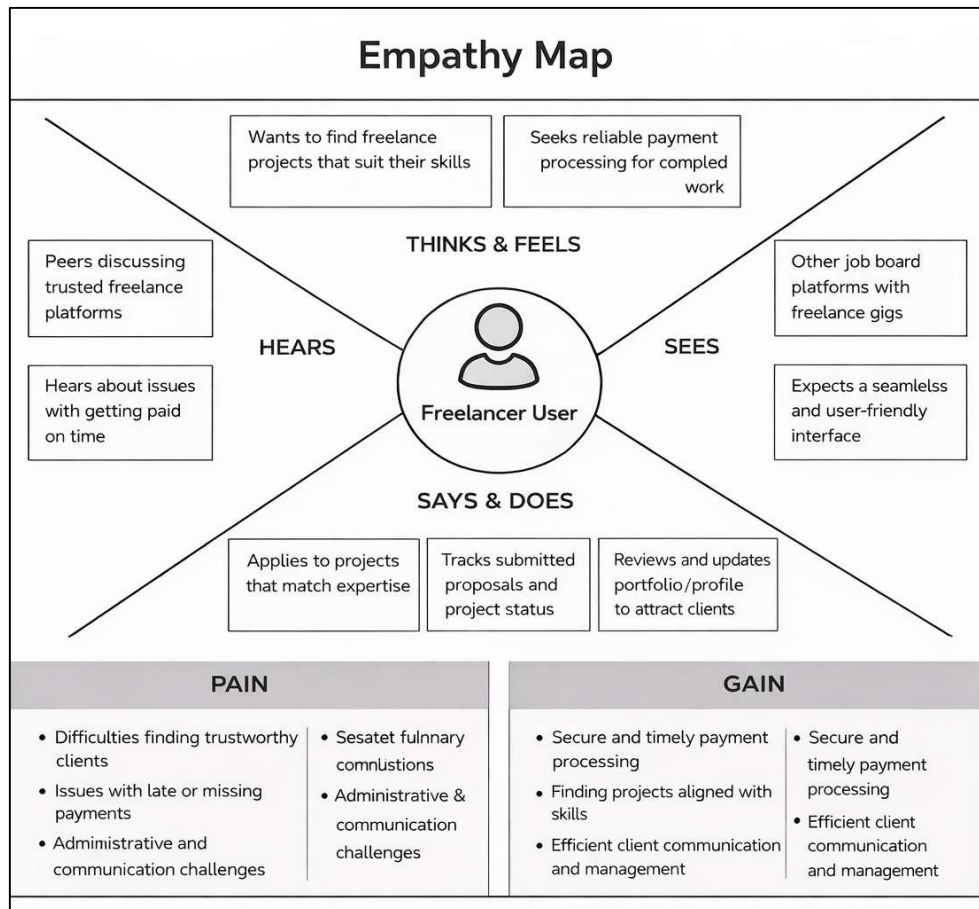 Empathy Map
Wants to find freelance
projects that suit their skills
Seeks reliable payment
processing for compled
work
THINKS & FEELS
Peers discussing
trusted freelance
platforms
Hears about issues
with getting paid
on time
HEARS
Freelancer User
SEES
Other job board
platforms with
freelance gigs
Expects a seamlelss
and user-friendly
interface
SAYS & DOES
Applies to projects
that match expertise
Tracks submitted
proposals and
project status
Reviews and updates
portfolio/profile
to attract clients
PAIN
• Difficulties finding trustworthy
clients
• Issues with late or missing
payments
• Administrative and
communication challenges
• Sesatet fulnnary
comnlustions
• Administrative &
communication
challenges
GAIN
• Secure and timely payment
processing
• Finding projects aligned with
skills
• Efficient client communication
and management
• Secure and
timely payment
processing
• Efficient client
communication
and management